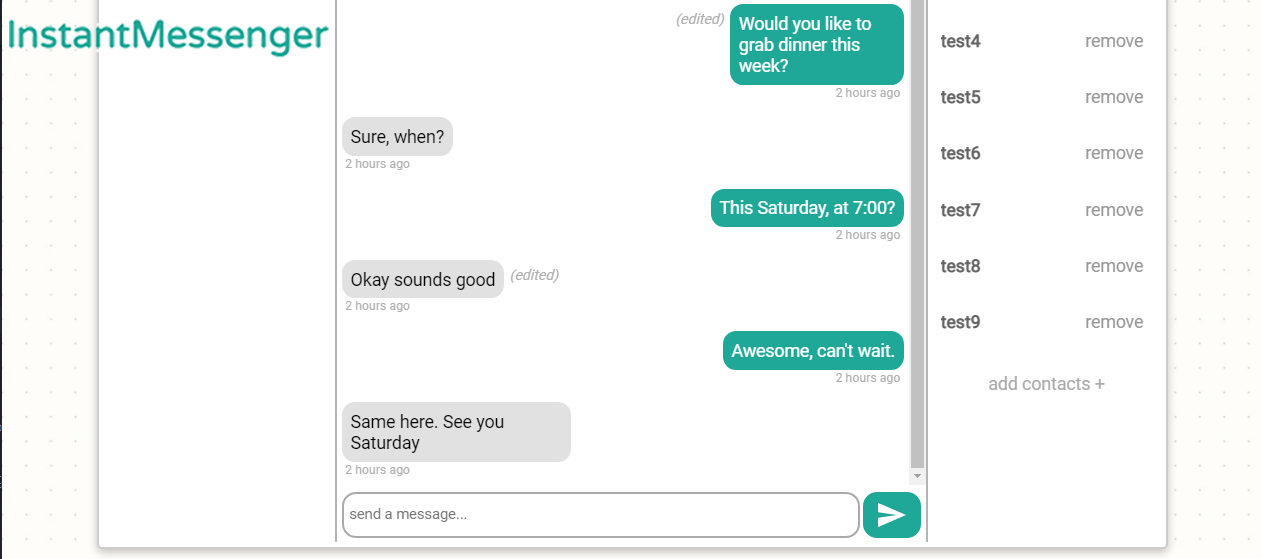 InstantMessenger
(edited)
Would you like to
grab dinner this
week?
2 hours ago
Sure, when?
2 hours ago
This Saturday, at 7:00?
2 hours ago
Okay sounds good
(edited)
2 hours ago
Awesome, can't wait.
2 hours ago
Same here. See you
Saturday
2 hours ago
send a message...
test4 remove
test5 remove
test6 remove
test7 remove
test8 remove
test9 remove
add contacts +